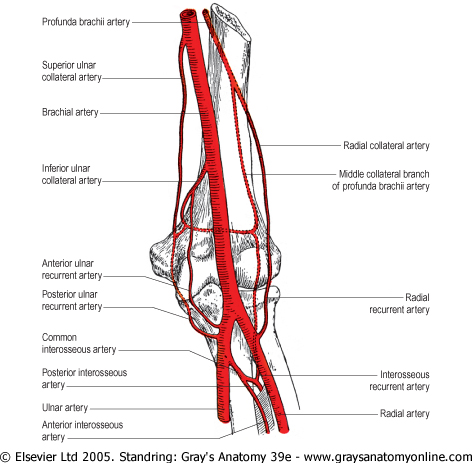 Profunda brachii artery
Superior ulnar
collateral artery
Brachial artery
Inferior ulnar
collateral artery
Anterior ulnar
recurrent artery
Posterior ulnar
recurrent artery
Common
interosseous artery
Posterior interosseous
artery
Ulnar artery
Anterior interosseous
artery
Radial collateral artery
Middle collateral branch
of profunda brachii artery
Radial
recurrent artery
Interosseous
recurrent artery
Radial artery
© Elsevier Ltd 2005. Standring: Gray's Anatomy 39e - www.graysanatomyonline.com